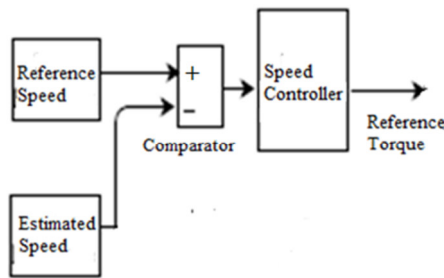 Reference
Speed
+
-
Comparator
Speed
Controller
Reference
Torque
Estimated
Speed